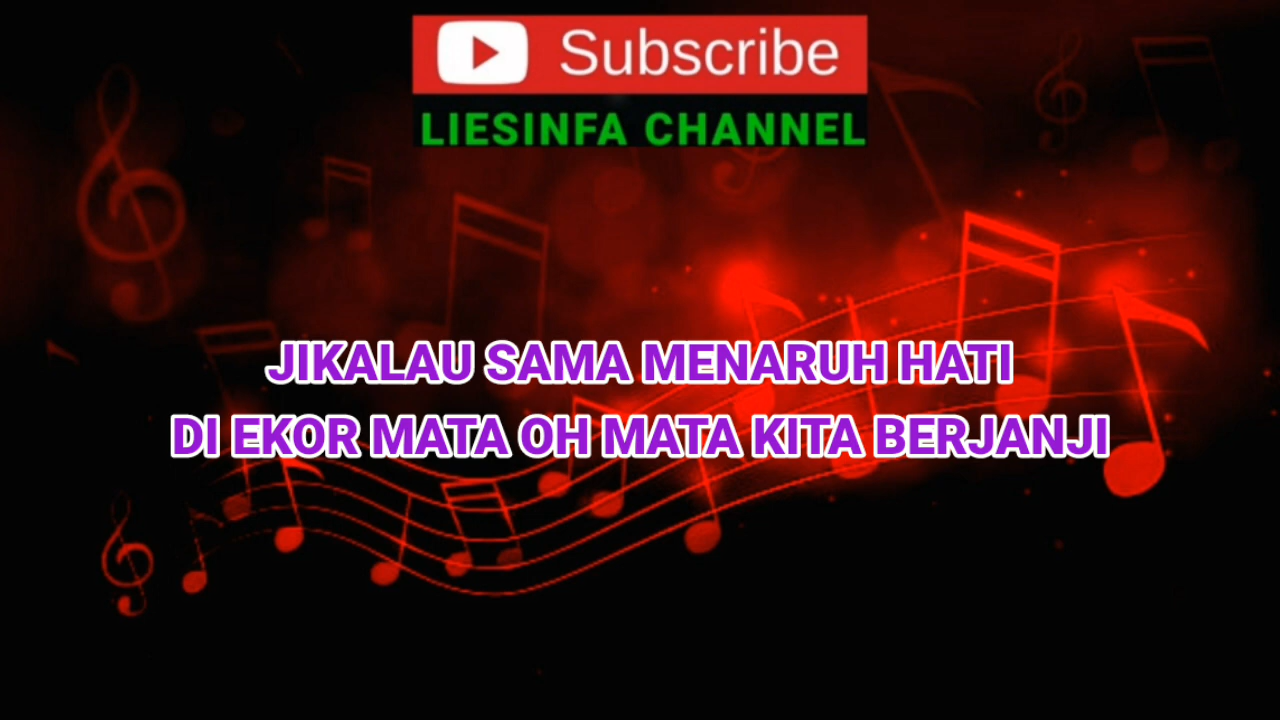 Subscribe
LIESINFA CHANNEL
JIKALAU SAMA MENARUH HATI
DI EKOR MATA OH MATA KITA BERJANJI